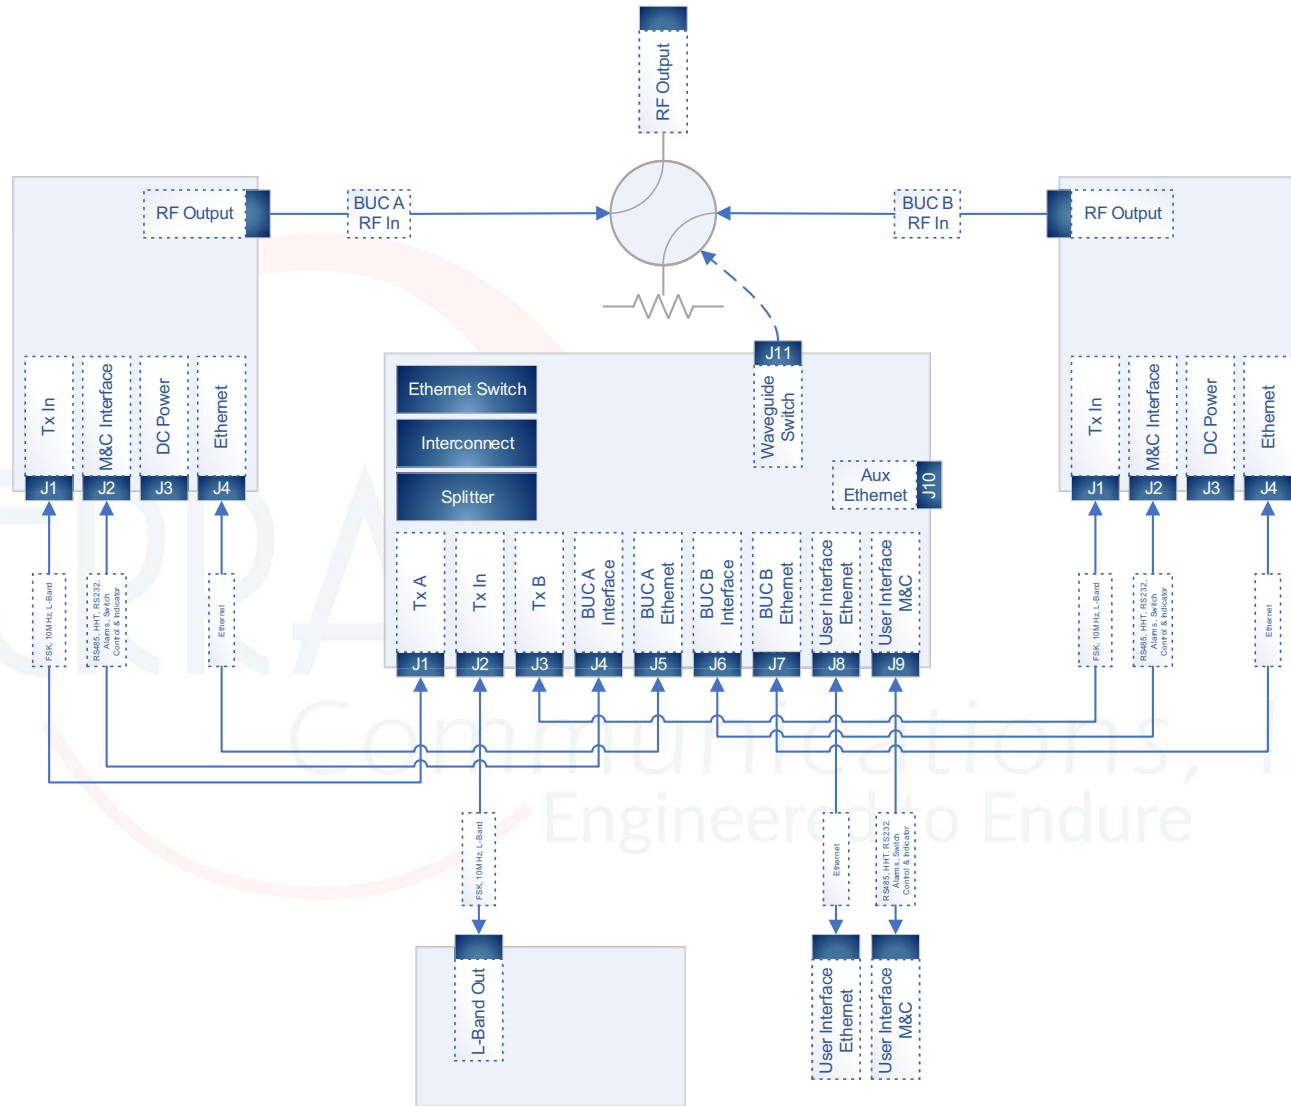 RF Output
RF Output
BUC A
RF In
BUC B
RF In
RF Output
J11
Waveguide
Switch
Ethernet Switch
Interconnect
Splitter
Aux
Ethernet
J10
Tx In
M&C Interface
DC Power
Ethernet
J1
J2
J3
J4
Tx In
M&C Interface
DC Power
Ethernet
J1
J2
J3
J4
Tx A
Tx In
Tx B
BUC A
Interface
BUC A
Ethernet
BUC B
Interface
BUC B
Ethernet
User Interface
Ethernet
User Interface
M&C
J1
J2
J3
J4
J5
J6
J7
J8
J9
FSK, 10MHz, L-Band
RS485, HHT, RS232,
Alarms, Switch
Control & Indicator
Ethernet
FSK, 10MHz, L-Band
RS485, HHT, RS232,
Alarms, Switch
Control & Indicator
Ethernet
Communications,
Engineered to Endure
FSK, 10MHz, L-Band
Ethernet
RS485, HHT, RS232,
Alarms, Switch
Control & Indicator
L-Band Out
User Interface
Ethernet
User Interface
M&C